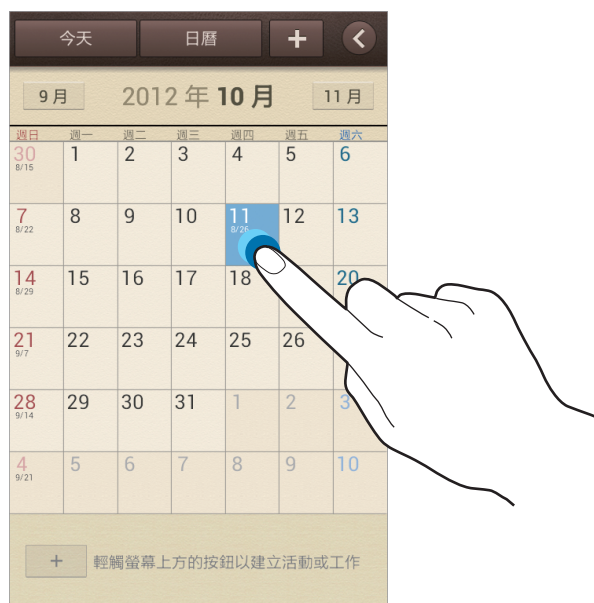 今天 日曆 +
9 月 2012 年 10 月 11 月
週日 週一 週二 週三 週四 週五 週六
30 1 2 3 4 5 6
8/15
7 8 9 10 11 12 13
8/22 8/26
14 15 16 17 18 20
8/29
21 22 23 24 25 26
9/7
28 29 30 31 1 2 3
9/14
4 5 6 7 8 9 10
9/21
+ 輕觸螢幕上方的按鈕以建立活動或工作